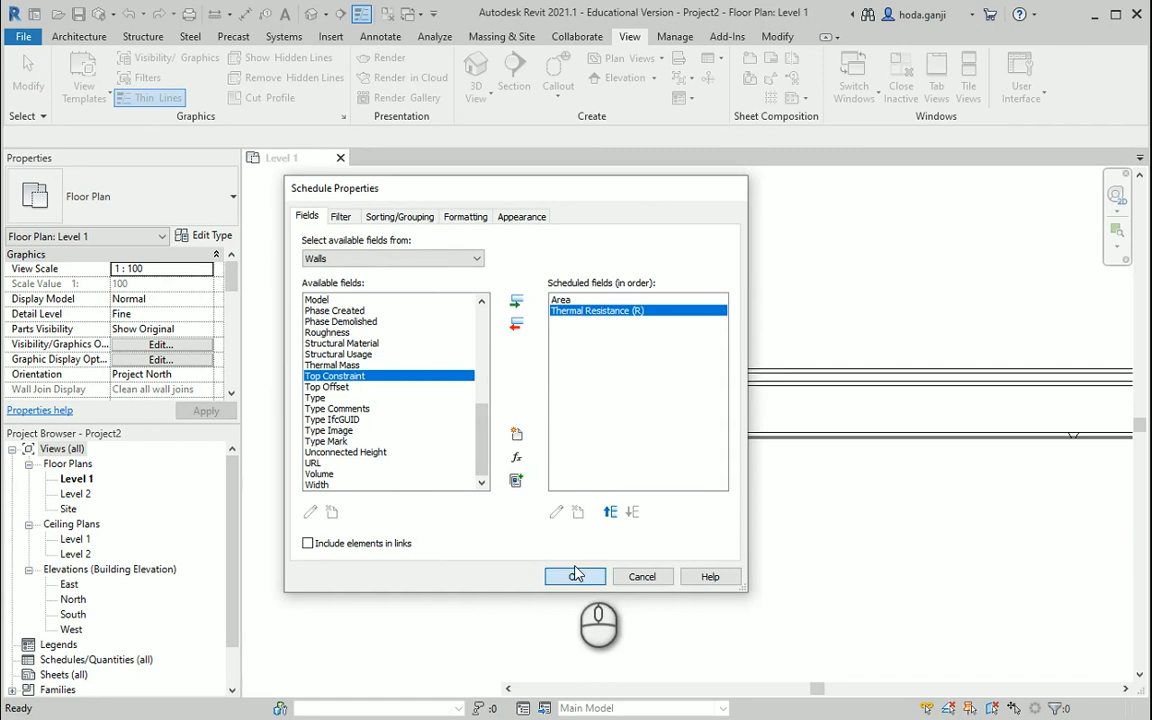 Autodesk Revit 2021.1 - Educational Version - Project2 - Floor Plan: Level 1
hoda.ganji
File Architecture Structure Steel Precast Systems Insert Annotate Analyze Massing & Site Collaborate View Manage Add-Ins Modify
Modify
View Templates
Visibility/ Graphics
Filters
Thin Lines
Show Hidden Lines
Remove Hidden Lines
Cut Profile
Render
Render in Cloud
Render Gallery
3D View
Section
Callout
Plan Views
Elevation
Switch Windows
Close Inactive
Tab Views
Tile Views
User Interface
Select Graphics Presentation Create Sheet Composition Windows
Properties
Level 1
Floor Plan
Floor Plan: Level 1 Edit Type
Graphics
View Scale 1 : 100
Scale Value 1: 100
Display Model Normal
Detail Level Fine
Parts Visibility Show Original
Visibility/Graphics O... Edit...
Graphic Display Opt... Edit...
Orientation Project North
Wall Join Display Clean all wall joins
Properties help Apply
Project Browser - Project2
Views (all)
Floor Plans
Level 1
Level 2
Site
Ceiling Plans
Level 1
Level 2
Elevations (Building Elevation)
East
North
South
West
Legends
Schedules/Quantities (all)
Sheets (all)
Families
Schedule Properties
Fields Filter Sorting/Grouping Formatting Appearance
Select available fields from:
Walls
Available fields:
Model
Phase Created
Phase Demolished
Roughness
Structural Material
Structural Usage
Thermal Mass
Top Constraint
Top Offset
Type
Type Comments
Type IfcGUID
Type Image
Type Mark
Unconnected Height
URL
Volume
Width
Scheduled fields (in order):
Area
Thermal Resistance (R)
Include elements in links
Cancel Help
Ready
:0
Main Model
:0